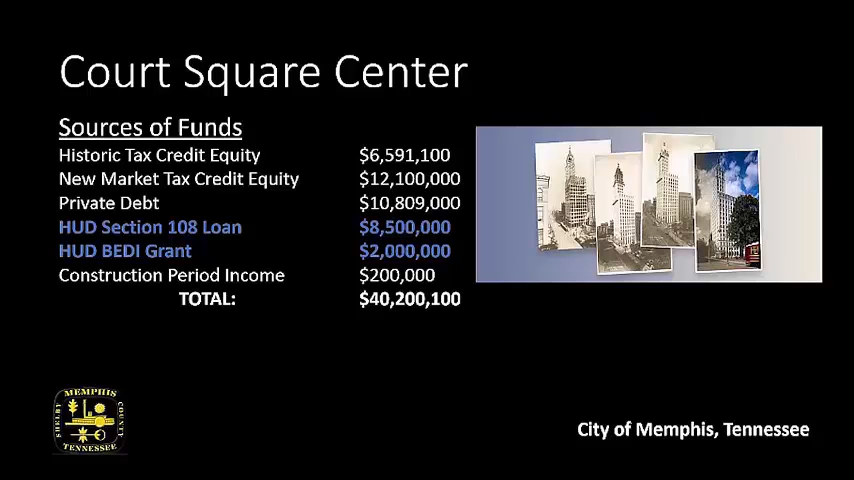 Court Square Center
Sources of Funds
Historic Tax Credit Equity $6,591,100
New Market Tax Credit Equity $12,100,000
Private Debt $10,809,000
HUD Section 108 Loan $8,500,000
HUD BEDI Grant $2,000,000
Construction Period Income $200,000
TOTAL: $40,200,100
MEMPHIS
SHELBY COUNTY
TENNESSEE
City of Memphis, Tennessee